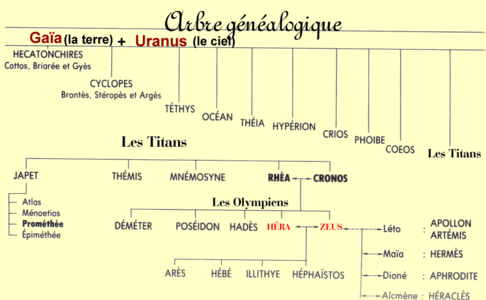 Arbre généalogique
Gaïa (la terre) + Uranus (le ciel)
HECATONCHIRES
Cottos, Briarée et Gyès
CYCLOPES
Brontès, Stéropès et Argès
TÉTHYS
OCÉAN
THÉIA
HYPÉRION
CRIOS
PHOIBE
COEOS
Les Titans
Les Titans
JAPET THÉMIS MNÉMOSYNE RHÉA CRONOS
Atlas
Ménoetios
Prométhée
Épiméthée
Les Olympiens
DÉMÉTER POSÉIDON HADÈS HÉRA ZEUS
Léto : APOLLON
ARTÉMIS
Maïa : HERMÈS
Dioné : APHRODITE
Alcmène : HÉRACLÈS
ARÈS HÉBÉ ILLITHYE HÉPHAÏSTOS